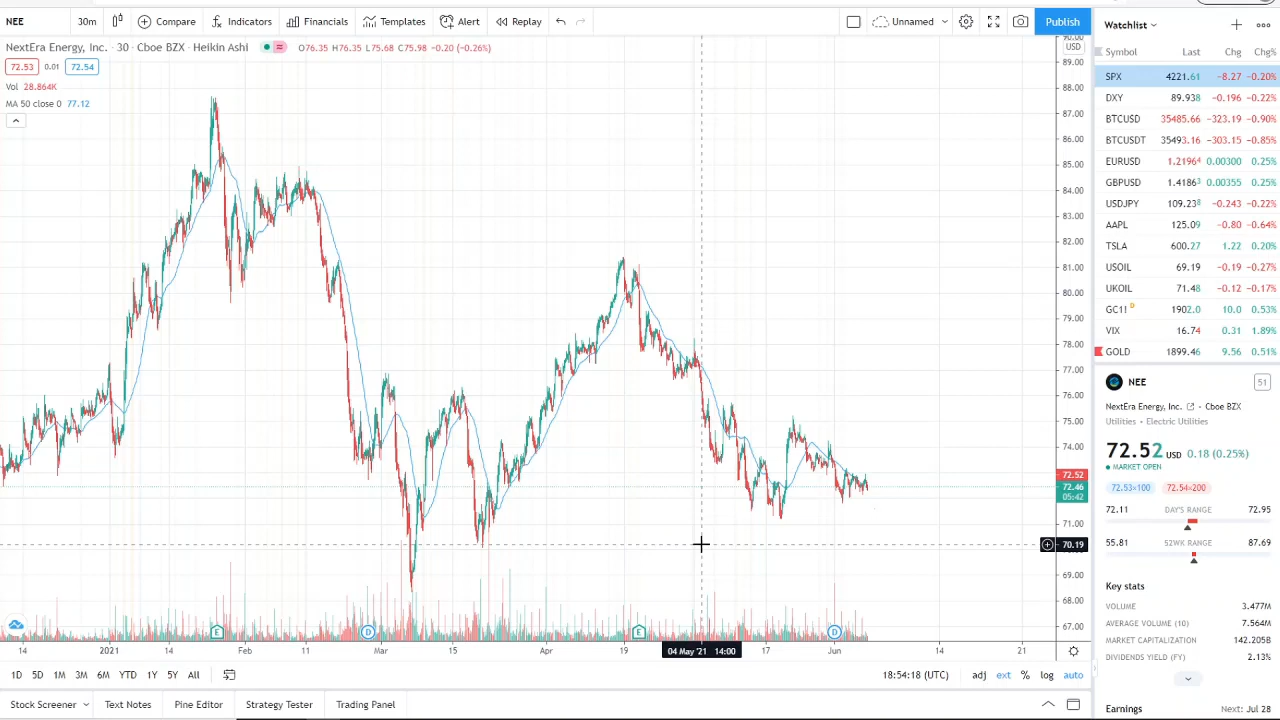 NEE 30m Compare Indicators Financials Templates Alert Replay Unnamed Publish
NextEra Energy, Inc. · 30 · Cboe BZX · Heikin Ashi O76.35 H76.35 L75.68 C75.98 -0.20 (-0.26%)
72.53 0.01 72.54
Vol 28.864K
MA 50 close 0 77.12
90.00
USD
89.00
88.00
87.00
86.00
85.00
84.00
83.00
82.00
81.00
80.00
79.00
78.00
77.00
76.00
75.00
74.00
72.52
72.46
05:42
71.00
70.19
69.00
68.00
67.00
E D E D
14 2021 14 Feb Mar 15 Apr 19 04 May '21 14:00 17 Jun 14 21
1D 5D 1M 3M 6M YTD 1Y 5Y All 18:54:18 (UTC) adj ext % log auto
Stock Screener Text Notes Pine Editor Strategy Tester Trading Panel
Watchlist
Symbol Last Chg Chg%
SPX 4221.61 −8.27 −0.20%
DXY 89.938 −0.196 −0.22%
BTCUSD 35485.66 −323.19 −0.90%
BTCUSDT 35493.16 −303.15 −0.85%
EURUSD 1.21964 0.00300 0.25%
GBPUSD 1.41863 0.00355 0.25%
USDJPY 109.238 −0.243 −0.22%
AAPL 125.09 −0.80 −0.64%
TSLA 600.27 1.22 0.20%
USOIL 69.19 −0.19 −0.27%
UKOIL 71.48 −0.12 −0.17%
GC1! D 1902.0 10.0 0.53%
VIX 16.74 0.31 1.89%
GOLD 1899.46 9.56 0.51%
NEE 51
NextEra Energy, Inc. · Cboe BZX
Utilities · Electric Utilities
72.52 USD 0.18 (0.25%)
MARKET OPEN
72.53×100 72.54×200
72.11 DAY'S RANGE 72.95
55.81 52WK RANGE 87.69
Key stats
VOLUME 3.477M
AVERAGE VOLUME (10) 7.564M
MARKET CAPITALIZATION 142.205B
DIVIDENDS YIELD (FY) 2.13%
Earnings Next: Jul 28